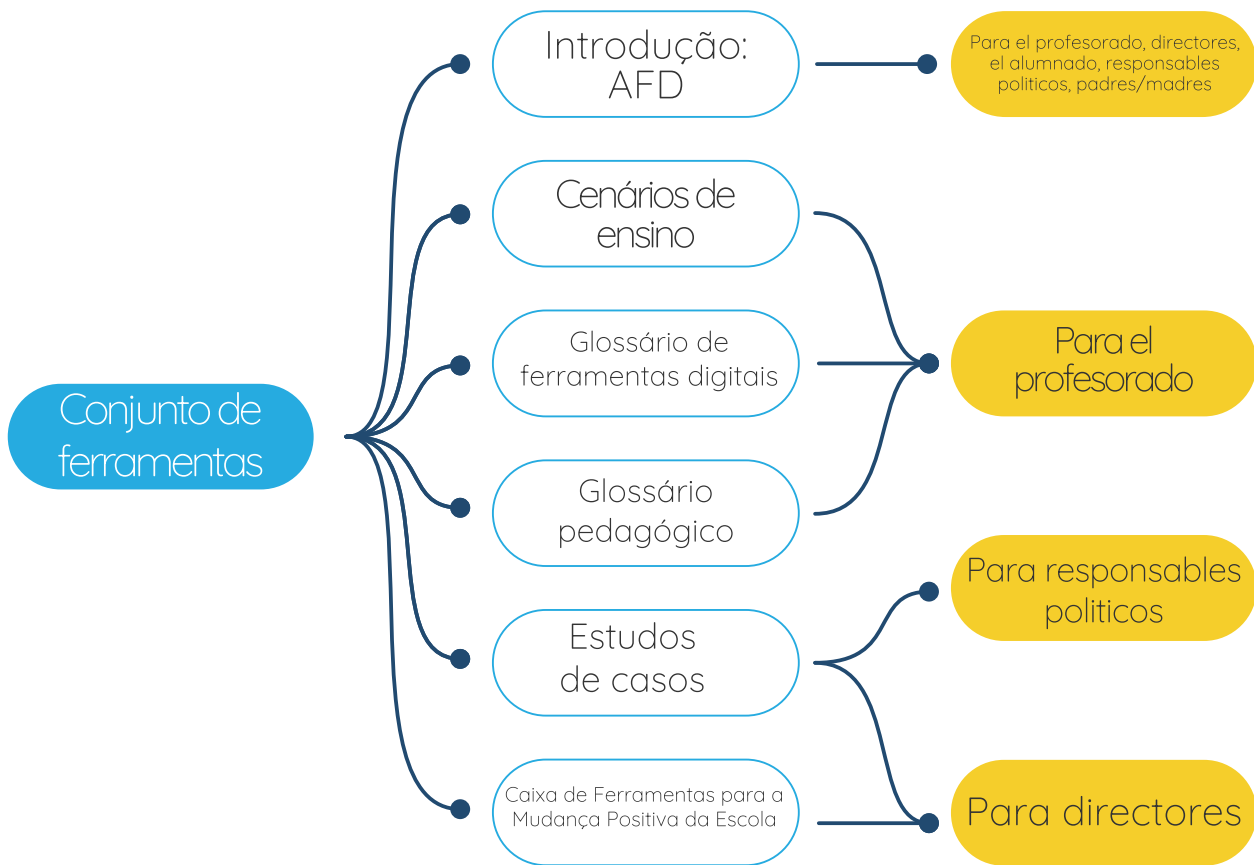 Conjunto de
ferramentas
Introdução:
AFD
Cenários de
ensino
Glossário de
ferramentas digitais
Glossário
pedagógico
Estudos
de casos
Caixa de Ferramentas para a
Mudança Positiva da Escola
Para el profesorado, directores,
el alumnado, responsables
politicos, padres/madres
Para el
profesorado
Para responsables
politicos
Para directores